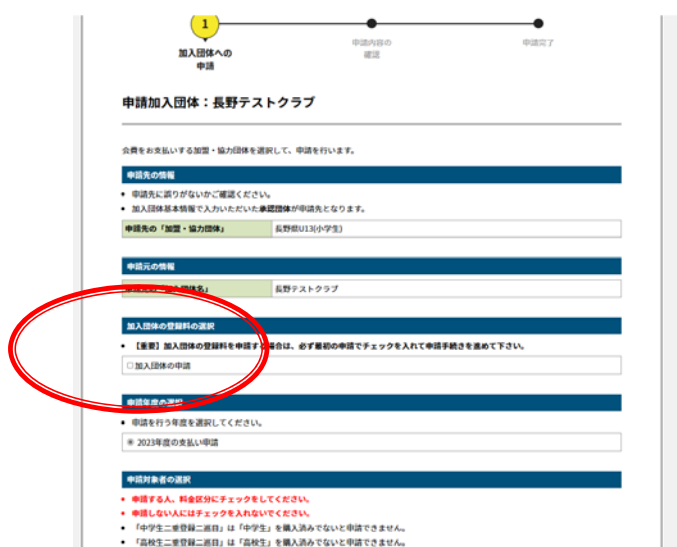 1
加入団体への
申請
申請内容の
確認
申請完了
申請加入団体：長野テストクラブ
会費をお支払いする加盟・協力団体を選択して、申請を行います。
申請先の情報
• 申請先に誤りがないかご確認ください。
• 加入団体基本情報で入力いただいた承認団体が申請先となります。
申請先の「加盟・協力団体」 長野県U13(小学生)
申請元の情報
申請元の「加入団体名」 長野テストクラブ
加入団体の登録料の選択
• 【重要】加入団体の登録料を申請する場合は、必ず最初の申請でチェックを入れて申請手続きを進めて下さい。
加入団体の申請
申請年度の選択
• 申請を行う年度を選択してください。
2023年度の支払い申請
申請対象者の選択
• 申請する人、料金区分にチェックをしてください。
• 申請しない人にはチェックを入れないでください。
• 「中学生二重登録二巡目」は「中学生」を購入済みでないと申請できません。
• 「高校生二重登録二巡目」は「高校生」を購入済みでないと申請できません。